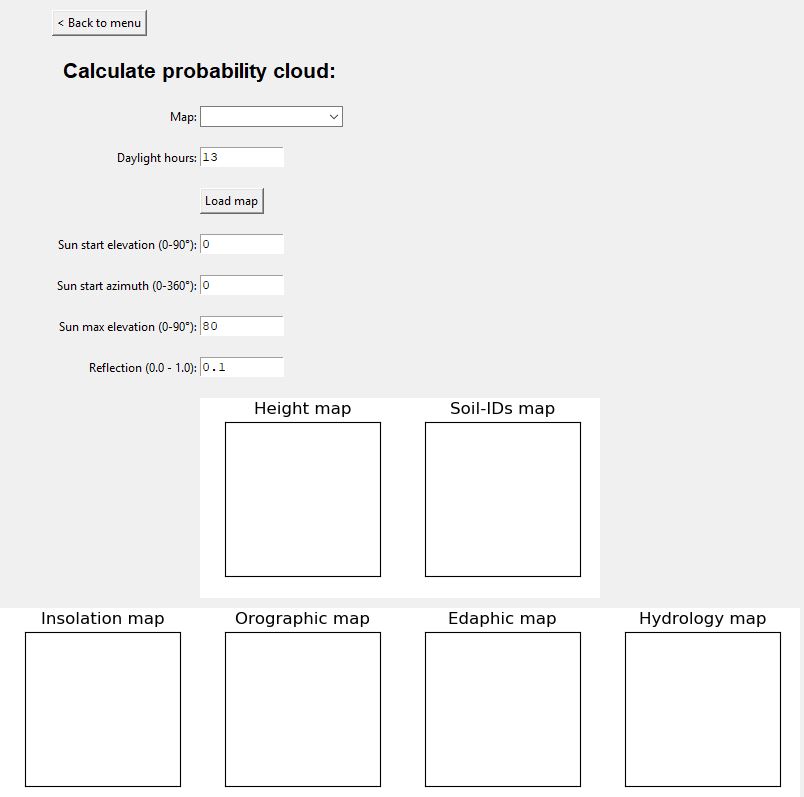 < Back to menu
Calculate probability cloud:
Map:
Daylight hours: 13
Load map
Sun start elevation (0-90°): 0
Sun start azimuth (0-360°): 0
Sun max elevation (0-90°): 80
Reflection (0.0 - 1.0): 0.1
Height map Soil-IDs map
Insolation map Orographic map Edaphic map Hydrology map